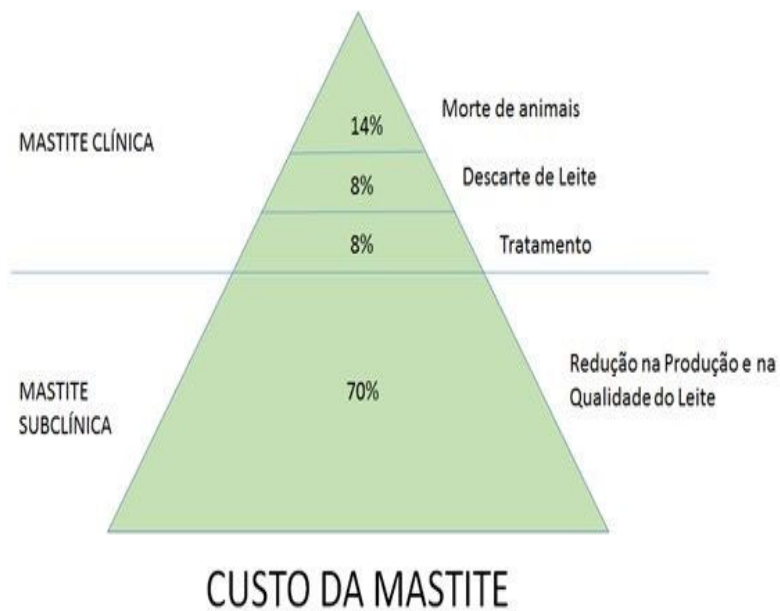 Morte de animais
14%
MASTITE CLÍNICA
Descarte de Leite
8%
8%
Tratamento
Redução na Produção e na
Qualidade do Leite
MASTITE
SUBCLÍNICA
70%
CUSTO DA MASTITE